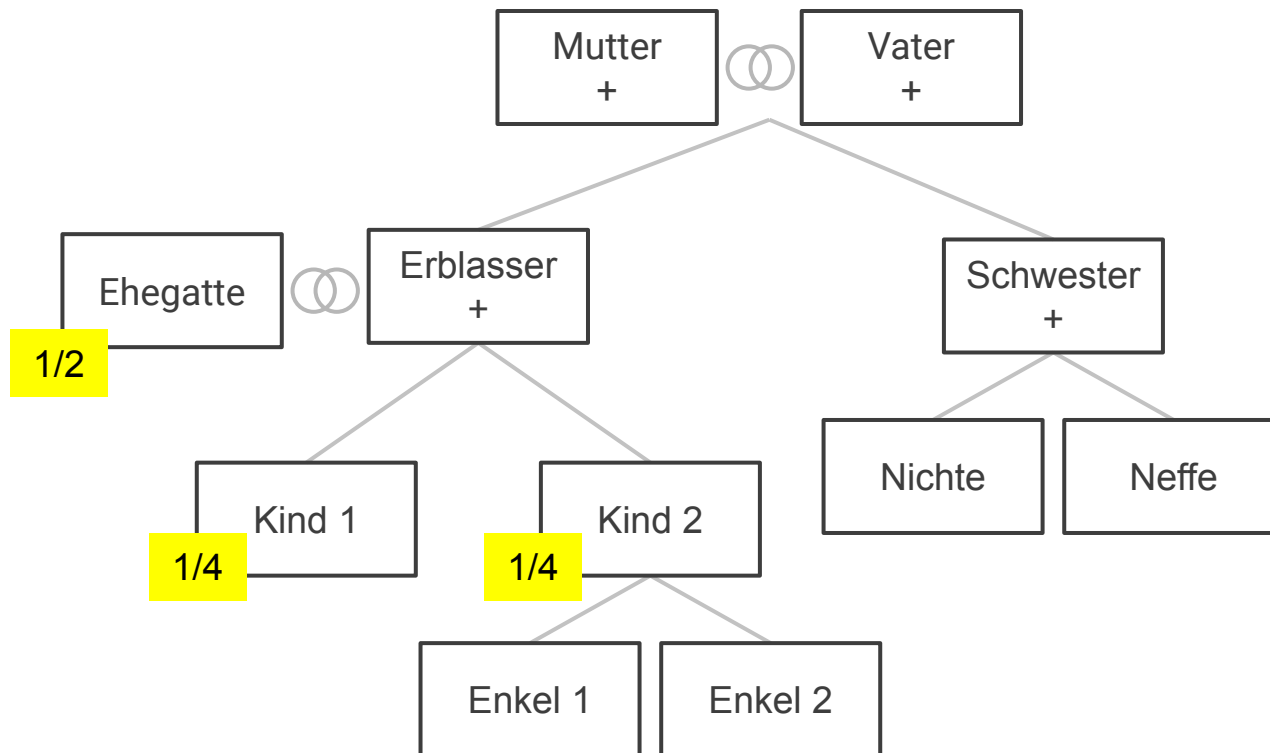 Mutter
+
Vater
+
Ehegatte
1/2
Erblasser
+
Schwester
+
Kind 1
1/4
Kind 2
1/4
Nichte
Neffe
Enkel 1
Enkel 2